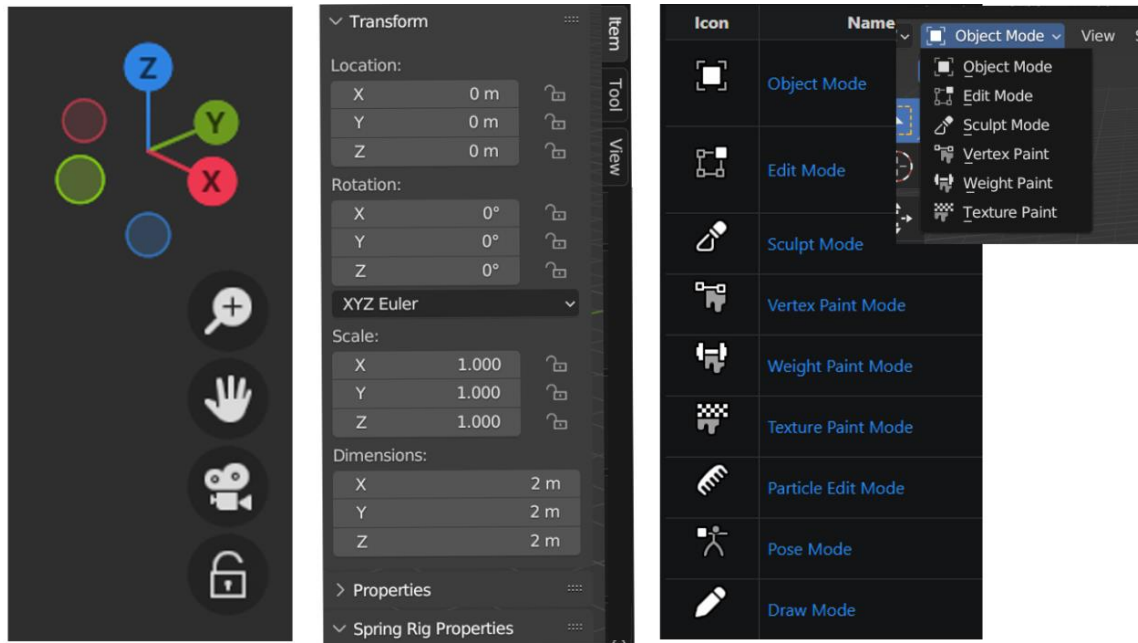 Z
Y
X
Transform
Location:
X 0 m
Y 0 m
Z 0 m
Rotation:
X 0°
Y 0°
Z 0°
XYZ Euler
Scale:
X 1.000
Y 1.000
Z 1.000
Dimensions:
X 2 m
Y 2 m
Z 2 m
Properties
Spring Rig Properties
Item
Tool
View
Icon Name
Object Mode
Edit Mode
Sculpt Mode
Vertex Paint Mode
Weight Paint Mode
Texture Paint Mode
Particle Edit Mode
Pose Mode
Draw Mode
Object Mode View
Object Mode
Edit Mode
Sculpt Mode
Vertex Paint
Weight Paint
Texture Paint